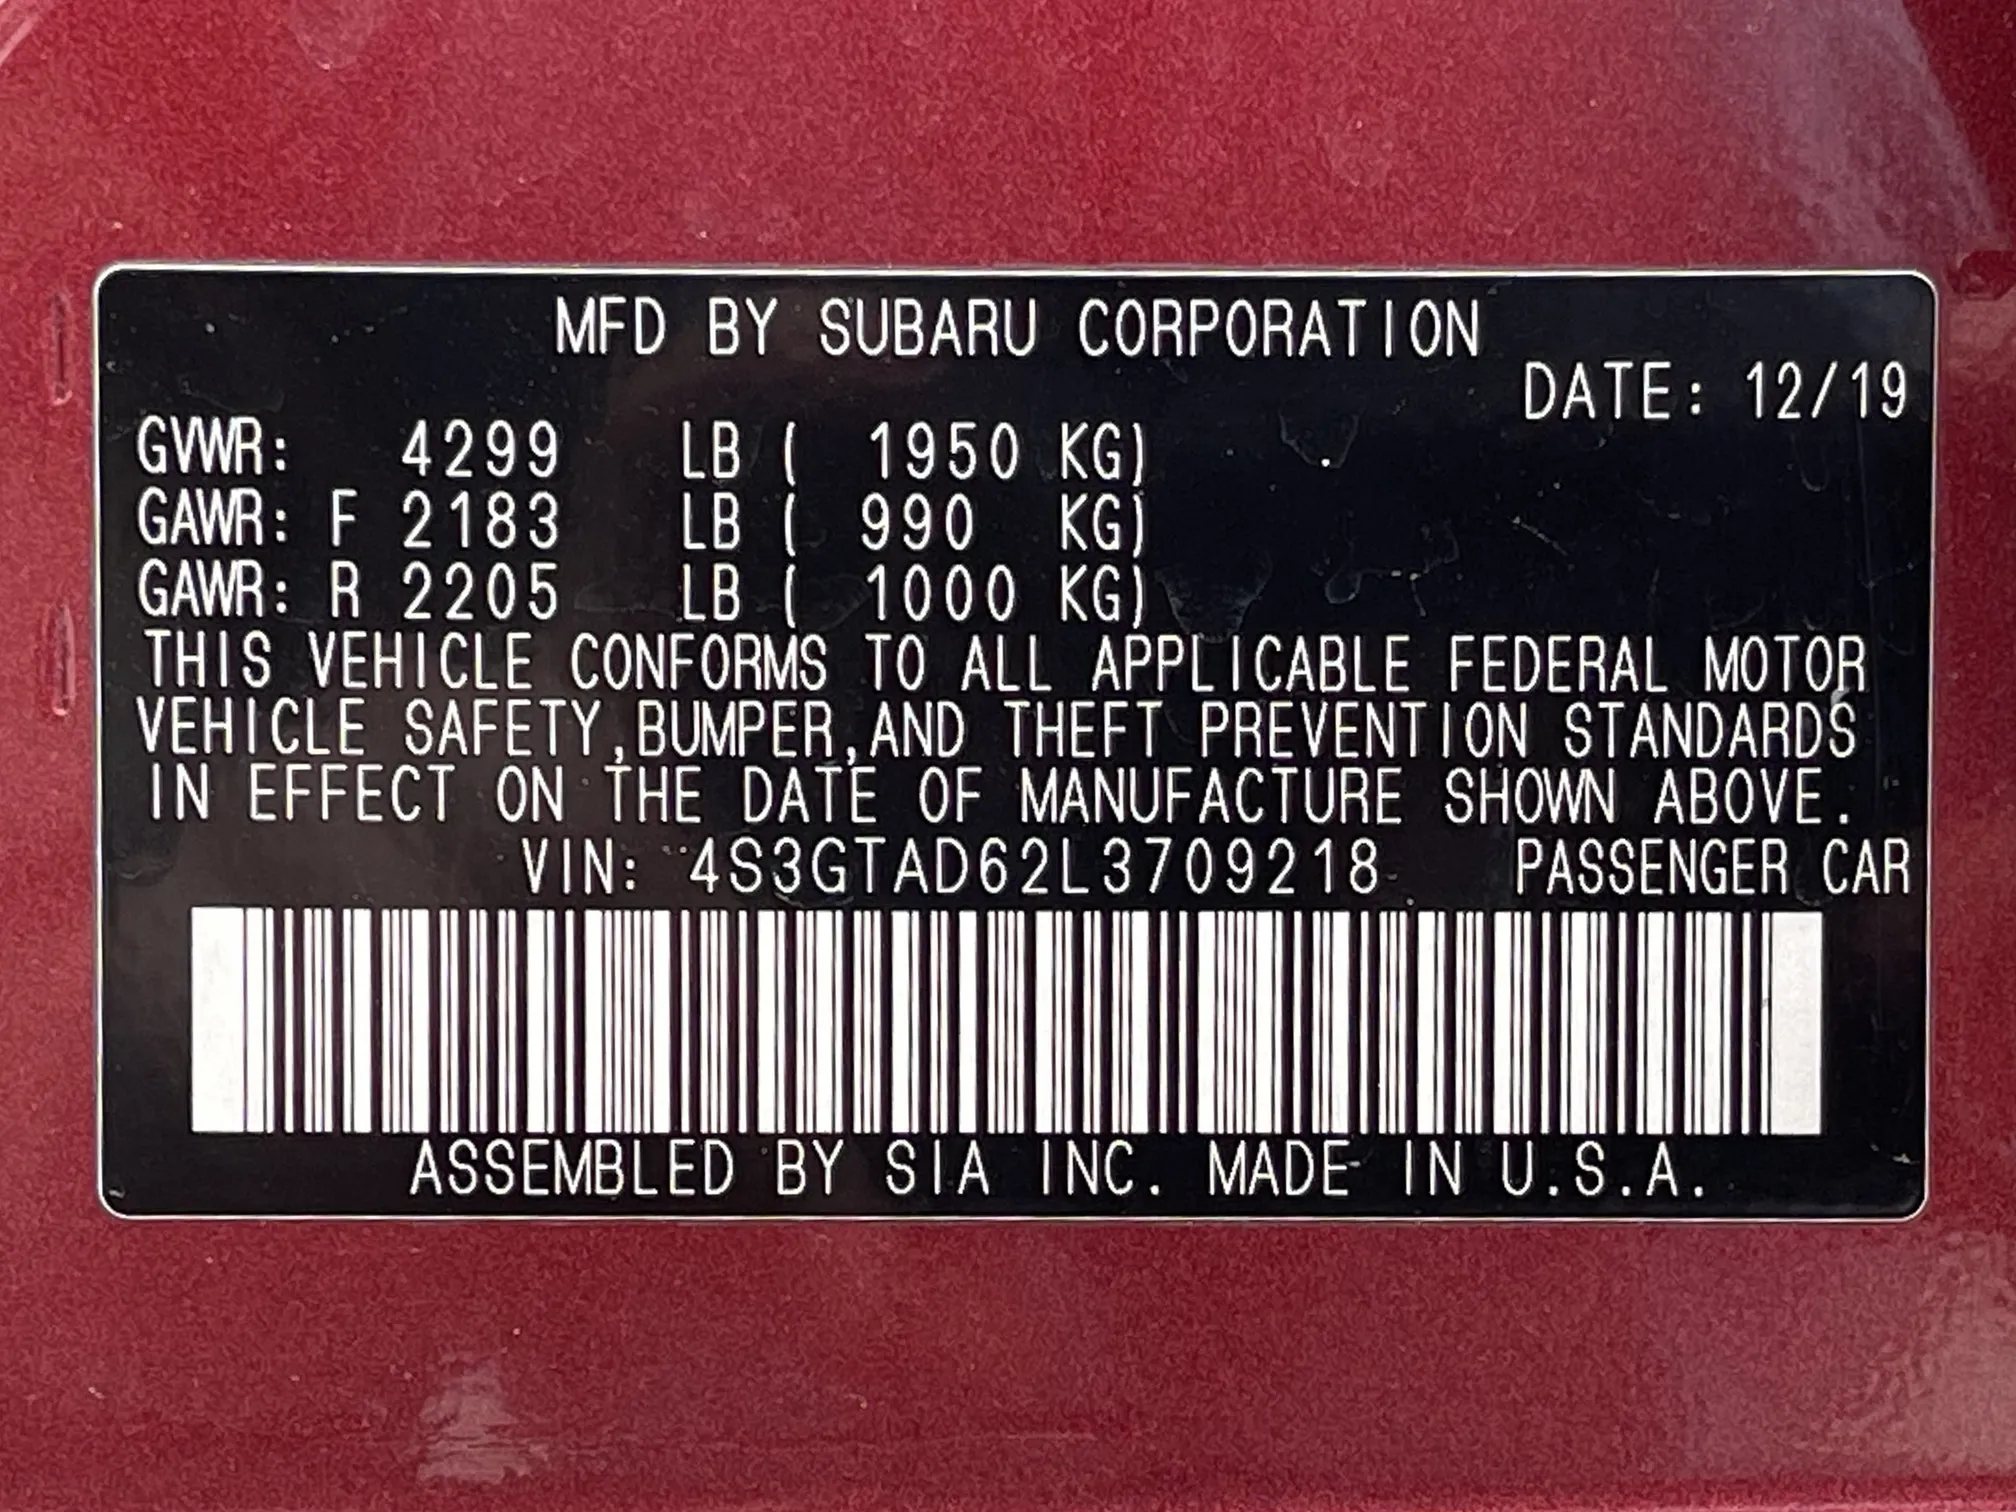 MFD BY SUBARU CORPORATION
DATE: 12/19
GVWR: 4299 LB ( 1950 KG)
GAWR: F 2183 LB ( 990 KG)
GAWR: R 2205 LB ( 1000 KG)
THIS VEHICLE CONFORMS TO ALL APPLICABLE FEDERAL MOTOR
VEHICLE SAFETY,BUMPER,AND THEFT PREVENTION STANDARDS
IN EFFECT ON THE DATE OF MANUFACTURE SHOWN ABOVE.
VIN: 4S3GTAD62L3709218 PASSENGER CAR
ASSEMBLED BY SIA INC. MADE IN U.S.A.